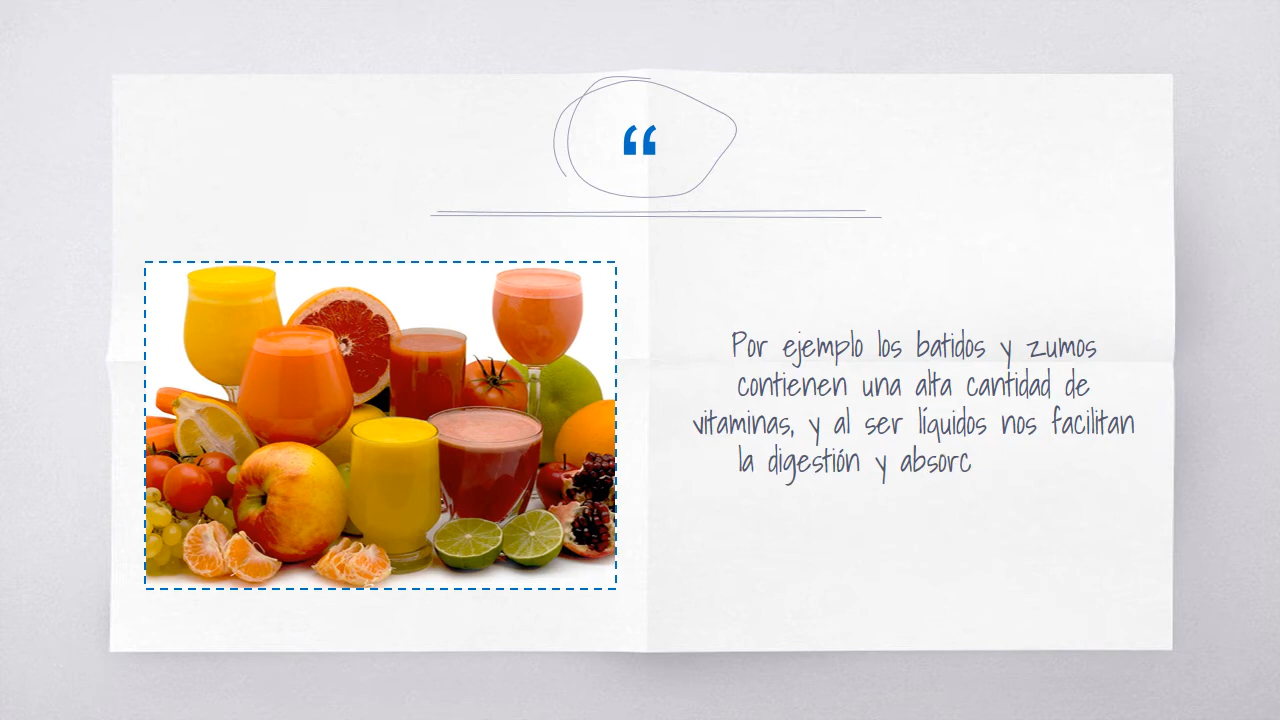 “
Por ejemplo los batidos y zumos
contienen una alta cantidad de
vitaminas, y al ser líquidos nos facilitan
la digestión y absorc